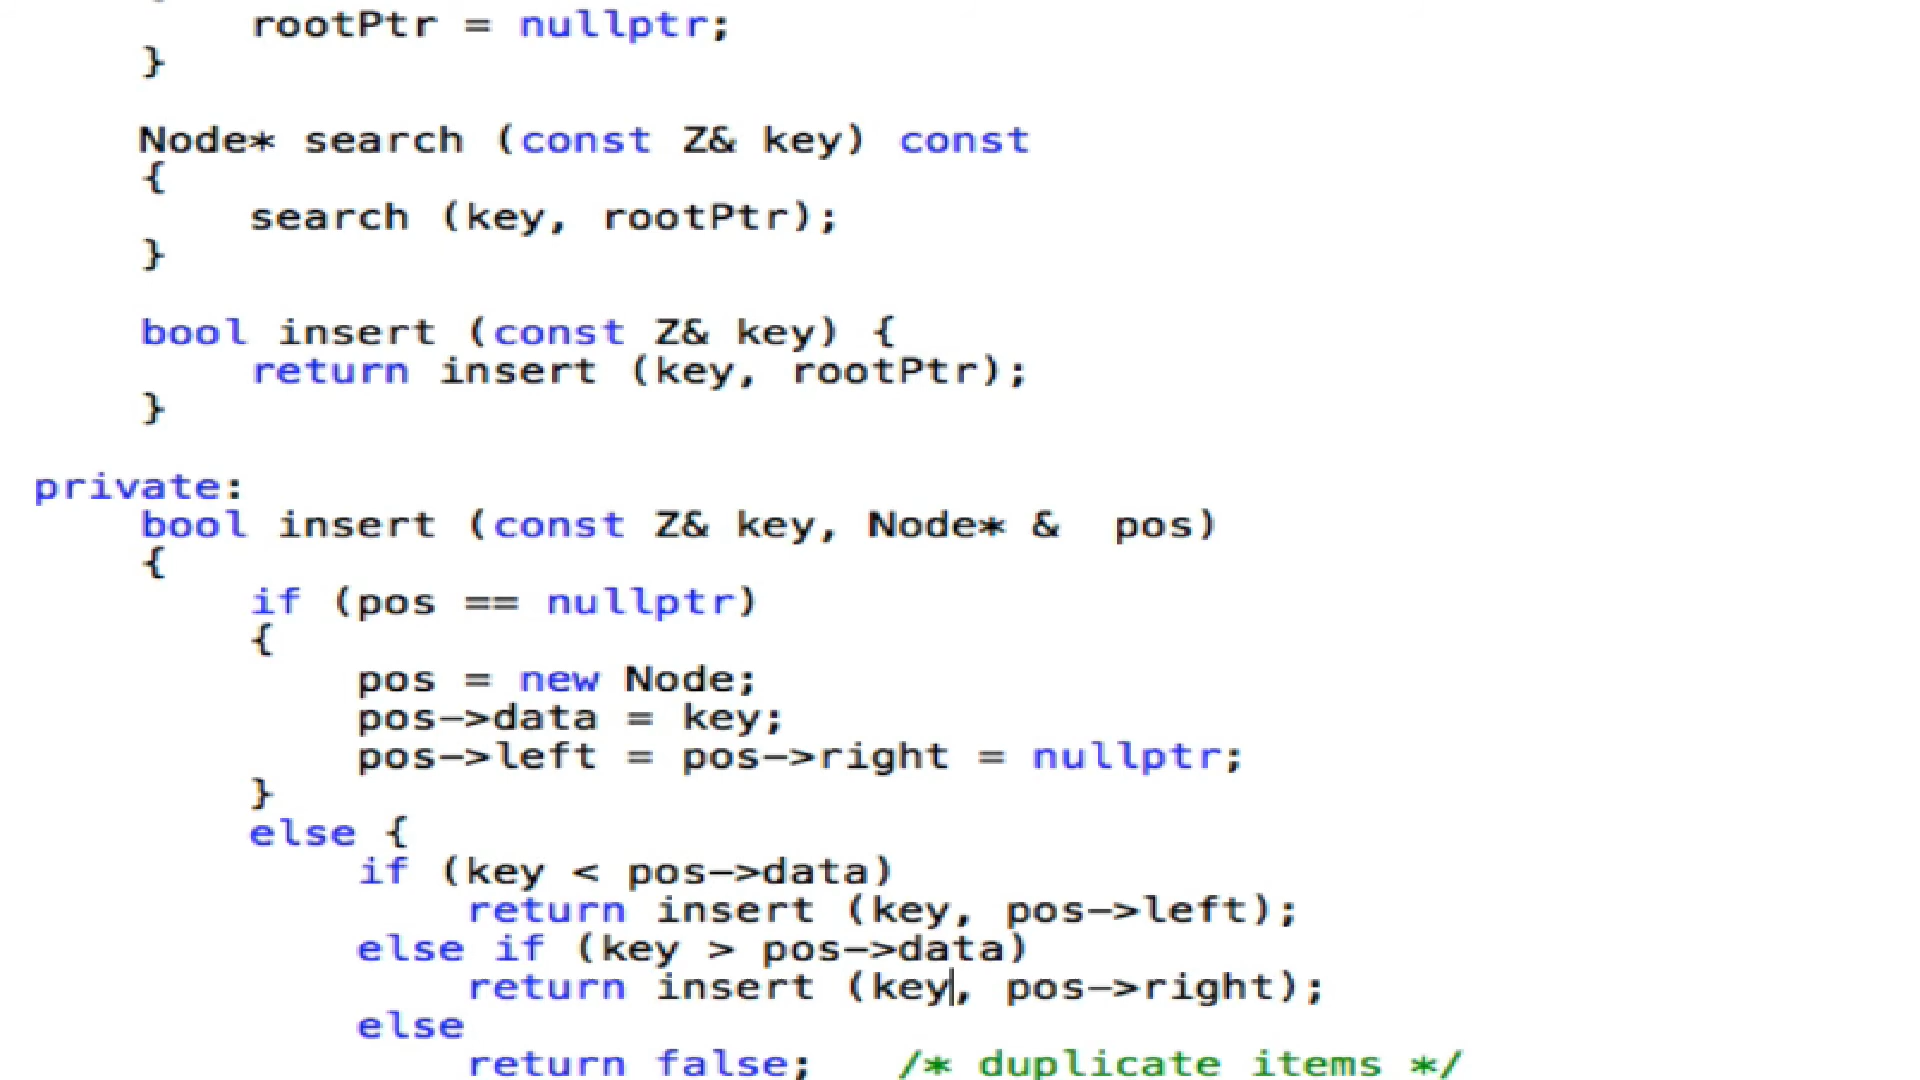 rootPtr = nullptr;
}
Node* search (const Z& key) const
{
search (key, rootPtr);
}
bool insert (const Z& key) {
return insert (key, rootPtr);
}
private:
bool insert (const Z& key, Node* &  pos)
{
if (pos == nullptr)
{
pos = new Node;
pos->data = key;
pos->left = pos->right = nullptr;
}
else {
if (key < pos->data)
return insert (key, pos->left);
else if (key > pos->data)
return insert (key, pos->right);
else
return false;   /* duplicate items */